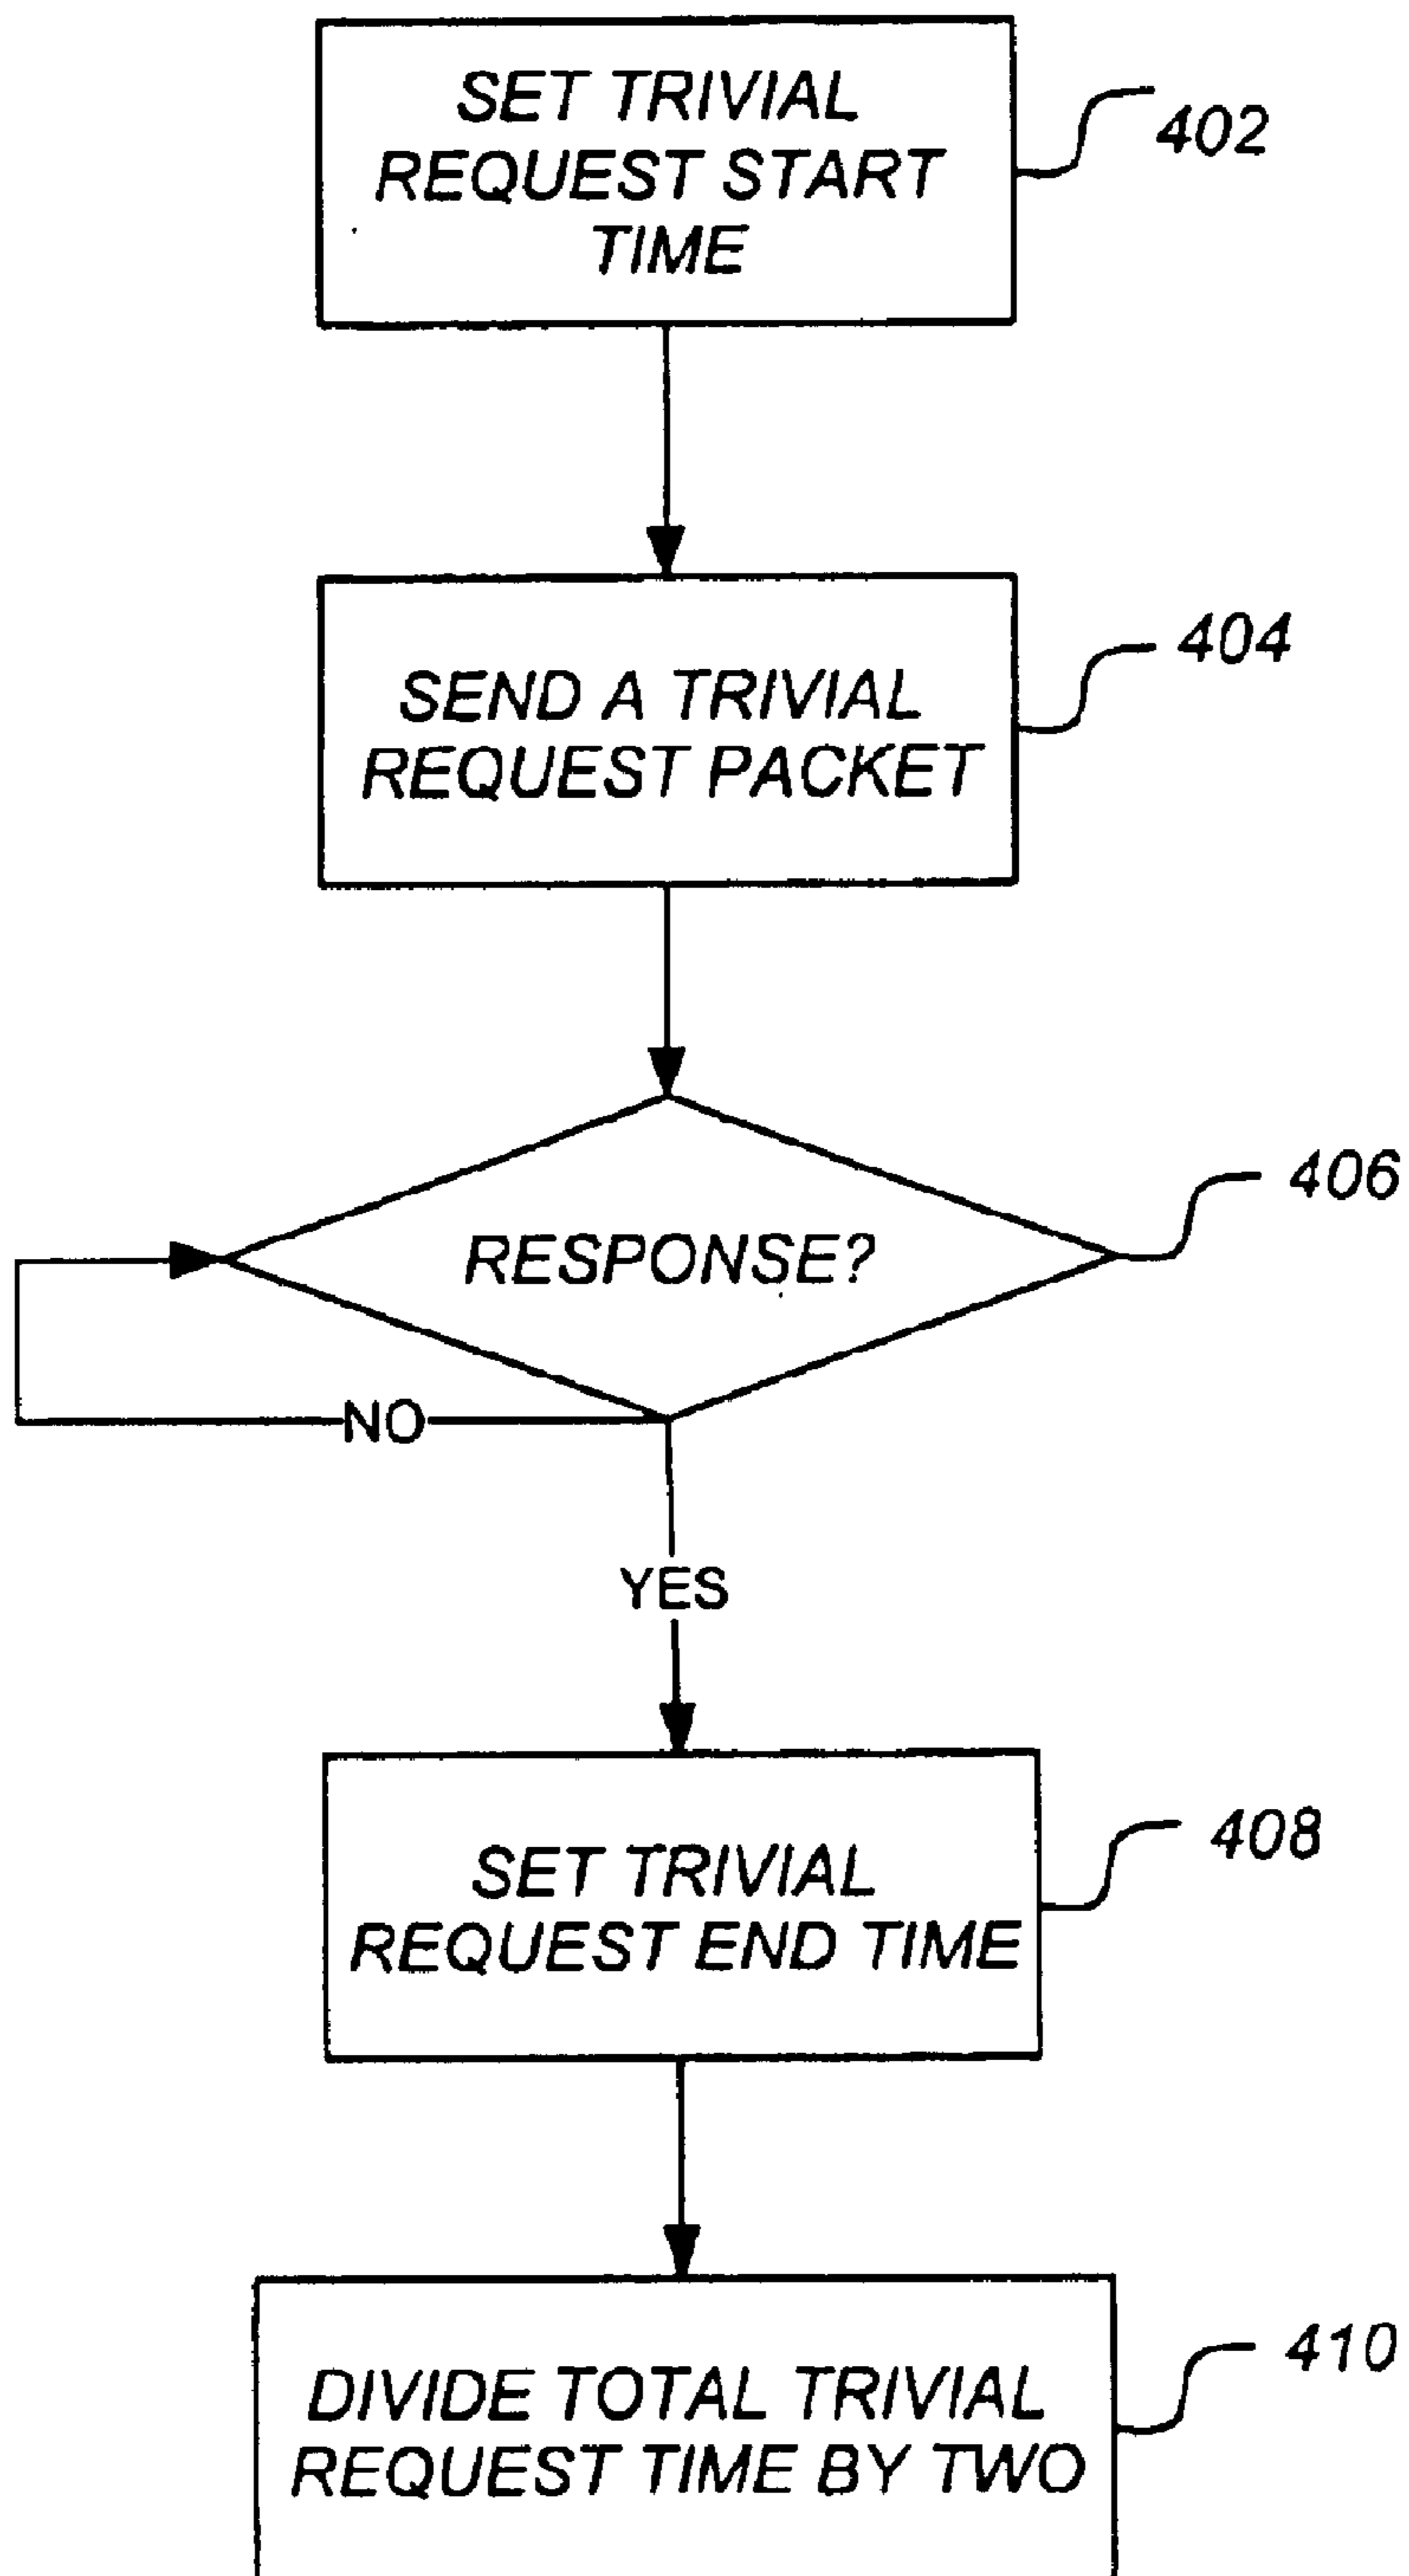 SET TRIVIAL
REQUEST START
TIME
402
SEND A TRIVIAL
REQUEST PACKET
404
RESPONSE?
406
NO
YES
SET TRIVIAL
REQUEST END TIME
408
DIVIDE TOTAL TRIVIAL
REQUEST TIME BY TWO
410